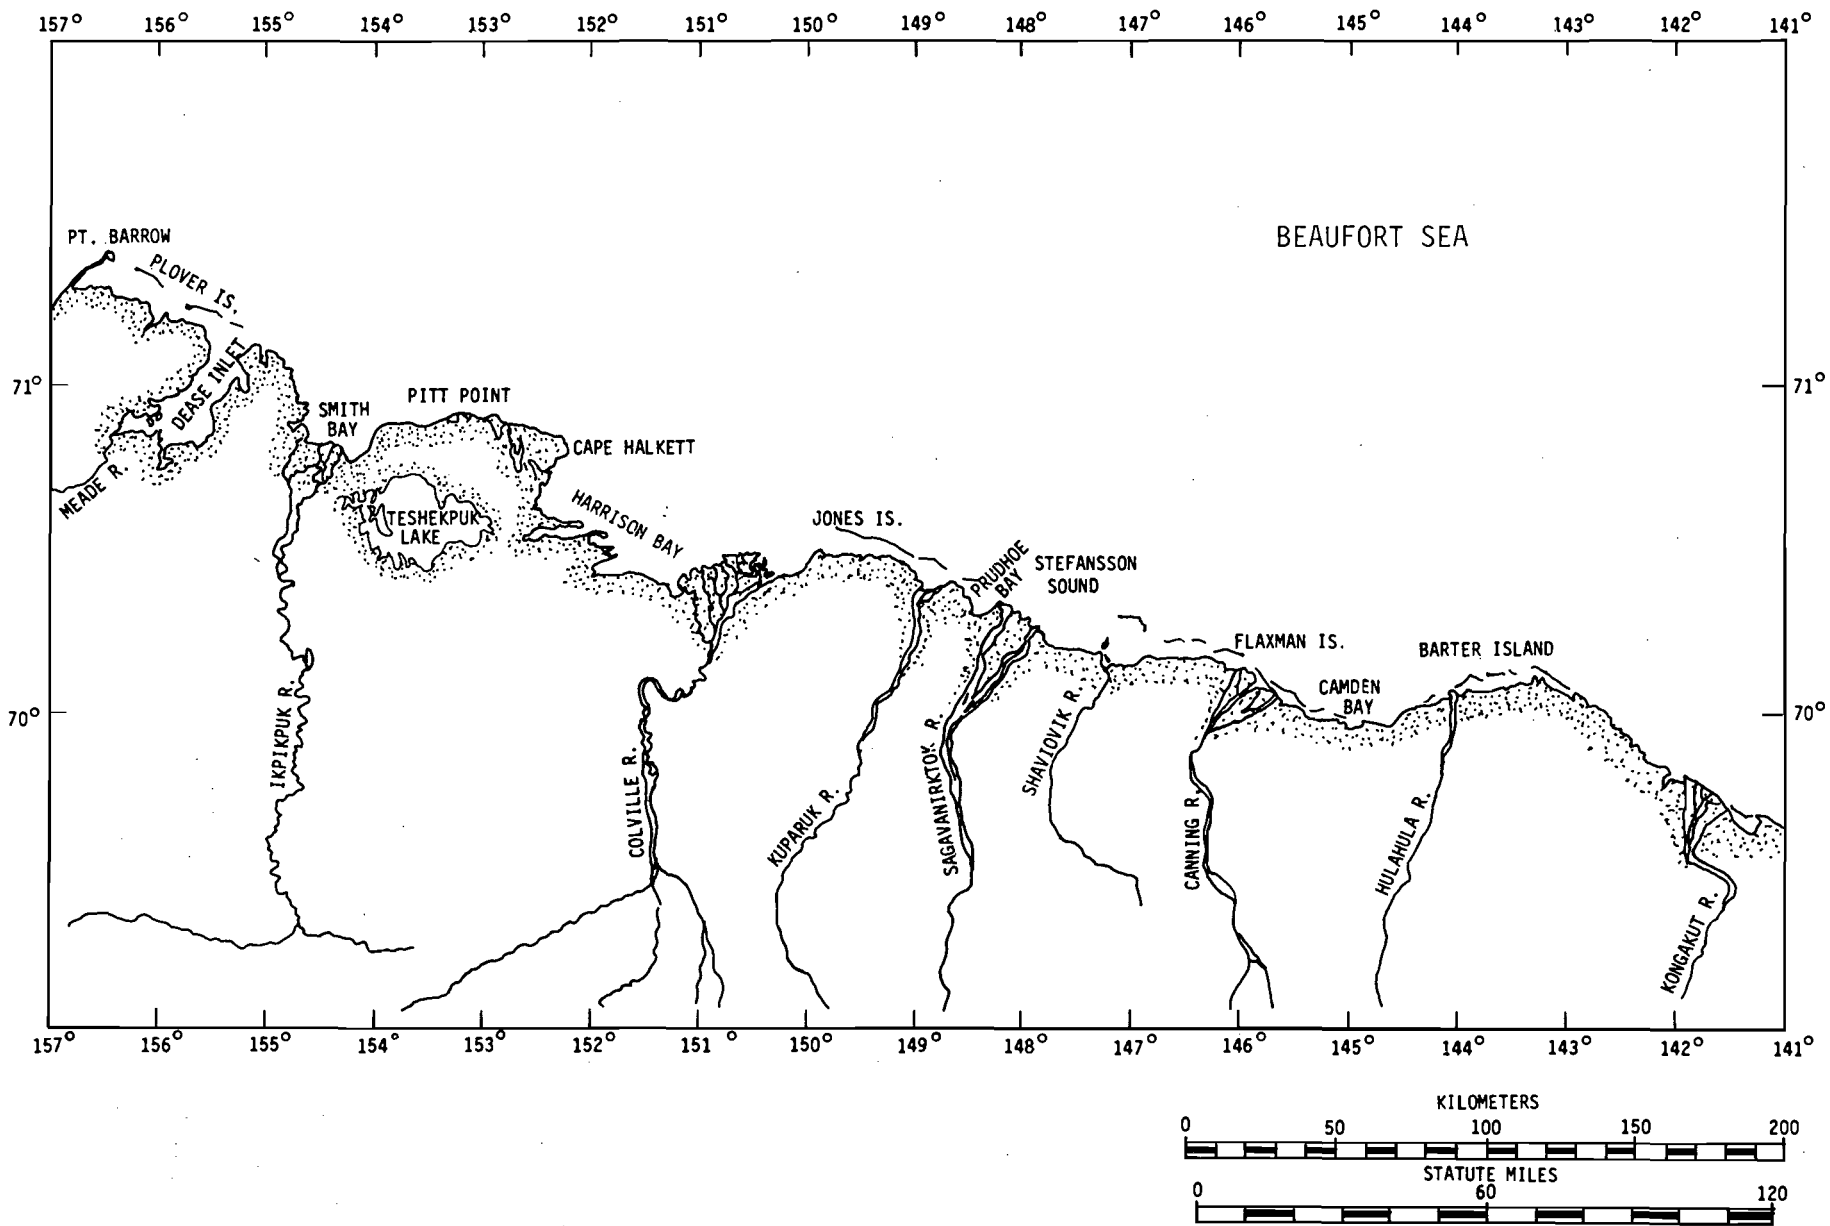 157° 156° 155° 154° 153° 152° 151° 150° 149° 148° 147° 146° 145° 144° 143° 142° 141°
BEAUFORT SEA
PT. BARROW
PLOVER IS.
DEASE INLET
71°
71°
SMITH
BAY
PITT POINT
CAPE HALKETT
MEADE R.
TESHEKPUK
LAKE
HARRISON BAY
JONES IS.
PRUDHOE
BAY
STEFANSSON
SOUND
FLAXMAN IS.
BARTER ISLAND
CAMDEN
BAY
70°
70°
IKPIKPUK R.
COLVILLE R.
KUPARUK R.
SAGAVANIRKTOK R.
SHAVIOVIK R.
CANNING R.
HULAHULA R.
KONGAKUT R.
157° 156° 155° 154° 153° 152° 151° 150° 149° 148° 147° 146° 145° 144° 143° 142° 141°
KILOMETERS
0 50 100 150 200
STATUTE MILES
0 60 120